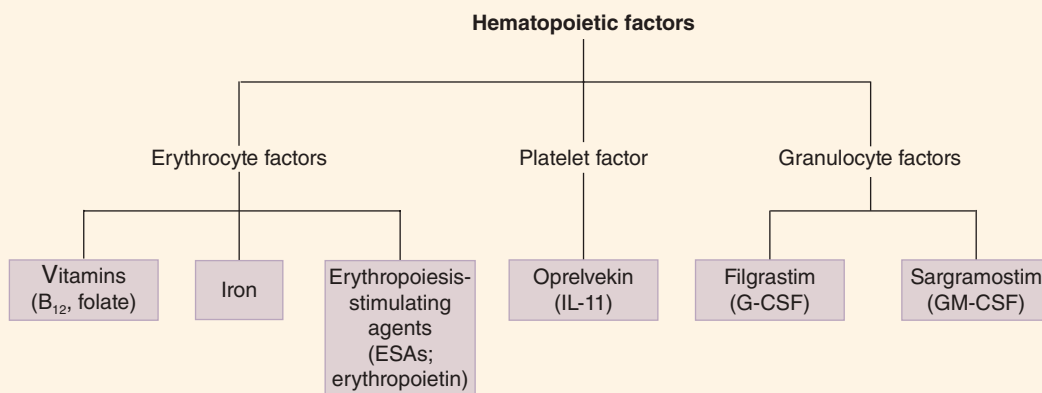 Hematopoietic factors
Erythrocyte factors
Platelet factor
Granulocyte factors
Vitamins
(B₁₂, folate)
Iron
Erythropoiesis-
stimulating
agents
(ESAs;
erythropoietin)
Oprelvekin
(IL-11)
Filgrastim
(G-CSF)
Sargramostim
(GM-CSF)